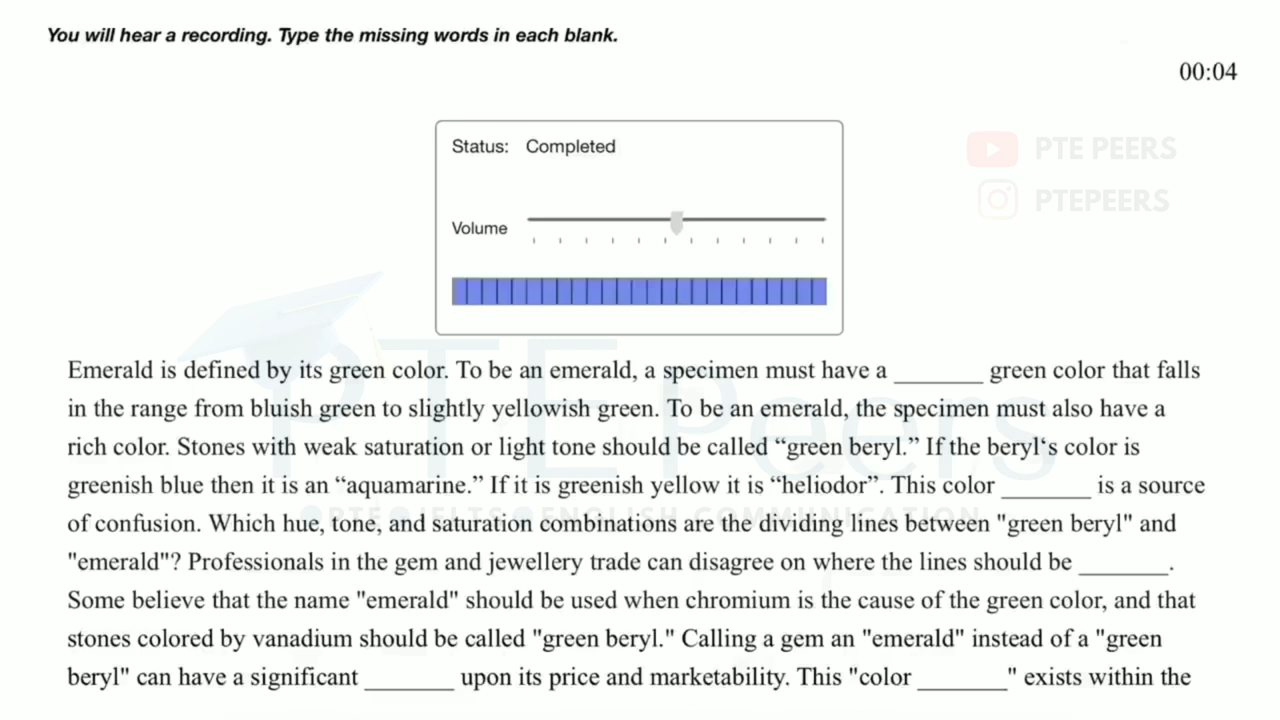 You will hear a recording. Type the missing words in each blank.
00:04
Status: Completed
PTE PEERS
PTEPEERS
Volume
Emerald is defined by its green color. To be an emerald, a specimen must have a _______ green color that falls
in the range from bluish green to slightly yellowish green. To be an emerald, the specimen must also have a
rich color. Stones with weak saturation or light tone should be called “green beryl.” If the beryl‘s color is
greenish blue then it is an “aquamarine.” If it is greenish yellow it is “heliodor”. This color _______ is a source
of confusion. Which hue, tone, and saturation combinations are the dividing lines between "green beryl" and
"emerald"? Professionals in the gem and jewellery trade can disagree on where the lines should be _______.
Some believe that the name "emerald" should be used when chromium is the cause of the green color, and that
stones colored by vanadium should be called "green beryl." Calling a gem an "emerald" instead of a "green
beryl" can have a significant _______ upon its price and marketability. This "color _______" exists within the
PTE Peers
PTE IELTS ENGLISH COMMUNICATION